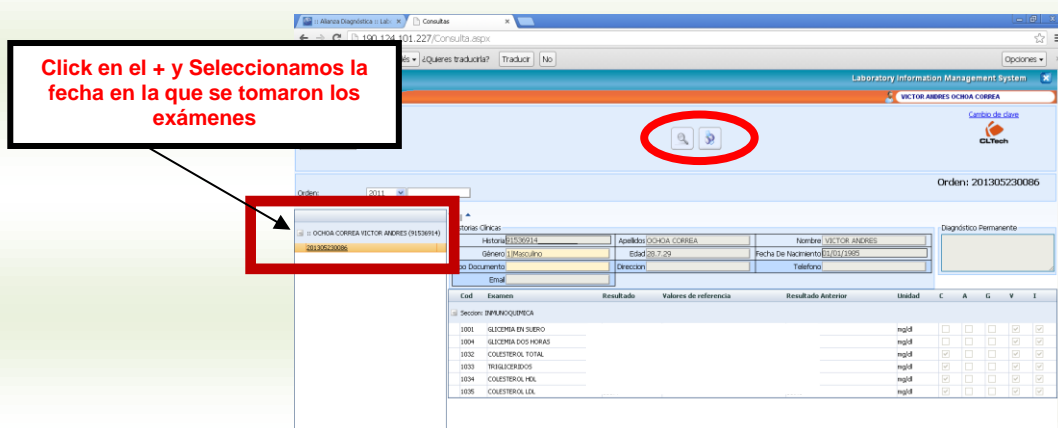 :: Alianza Diagnóstica :: Lab
Consultas
190.124.101.227/Consulta.aspx
Click en el + y Seleccionamos la
fecha en la que se tomaron los
exámenes
¿Quieres traducirla? Traducir No Opciones
Laboratory Information Management System
VICTOR ANDRES OCHOA CORREA
Cambio de clave
CLTech
Orden: 201305230086
Orden: 2011
:: OCHOA CORREA VICTOR ANDRES (91536914)
201305230086
Clínicas
Diagnóstico Permanente
Historia 91536914 Apellidos OCHOA CORREA Nombre VICTOR ANDRES
Género 1|Masculino Edad 28.7.29 Fecha De Nacimiento 01/01/1985
Documento Direccion Telefono
Email
Cod Examen Resultado Valores de referencia Resultado Anterior Unidad C A G V I
Seccion: INMUNOQUIMICA
1001 GLICEMIA EN SUERO mg/dl
1004 GLICEMIA DOS HORAS mg/dl
1032 COLESTEROL TOTAL mg/dl
1033 TRIGLICERIDOS mg/dl
1034 COLESTEROL HDL mg/dl
1035 COLESTEROL LDL mg/dl